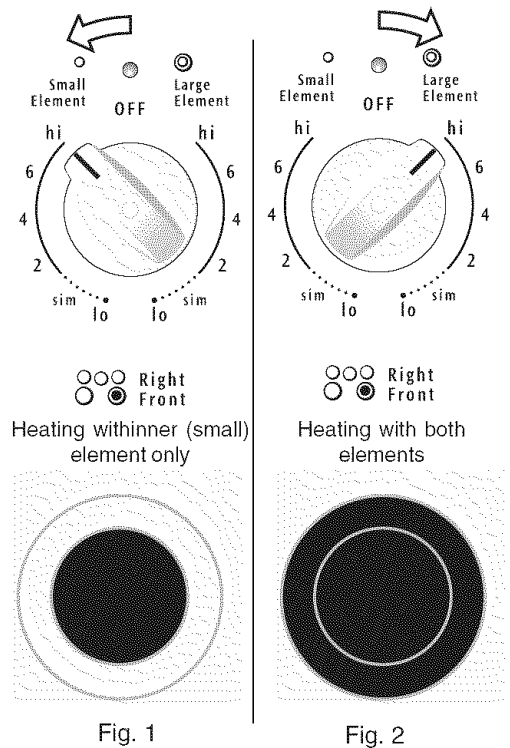 Small
Element
Large
Element
OFF
hi
hi
6
6
4
4
2
2
sim
sim
lo
lo
Right
Front
Heating withinner (small)
element only
Fig. 1
Small
Element
Large
Element
OFF
hi
hi
6
6
4
4
2
2
sim
sim
lo
lo
Right
Front
Heating with both
elements
Fig. 2